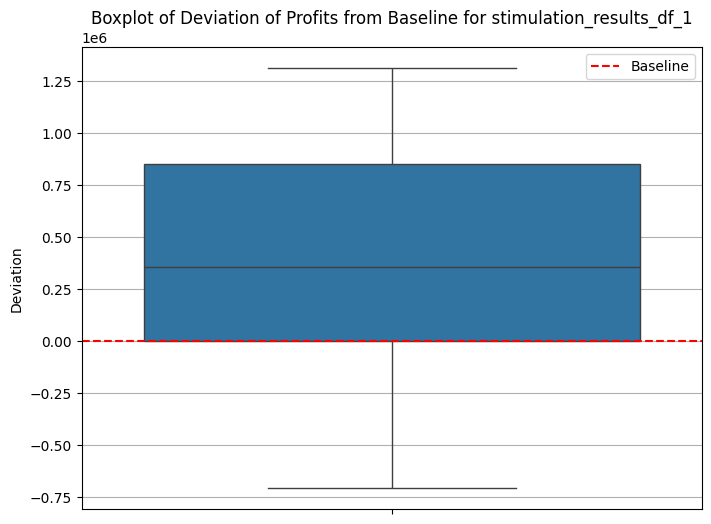 Boxplot of Deviation of Profits from Baseline for stimulation_results_df_1
1e6
Baseline
1.25
1.00
0.75
0.50
0.25
0.00
−0.25
−0.50
−0.75
Deviation